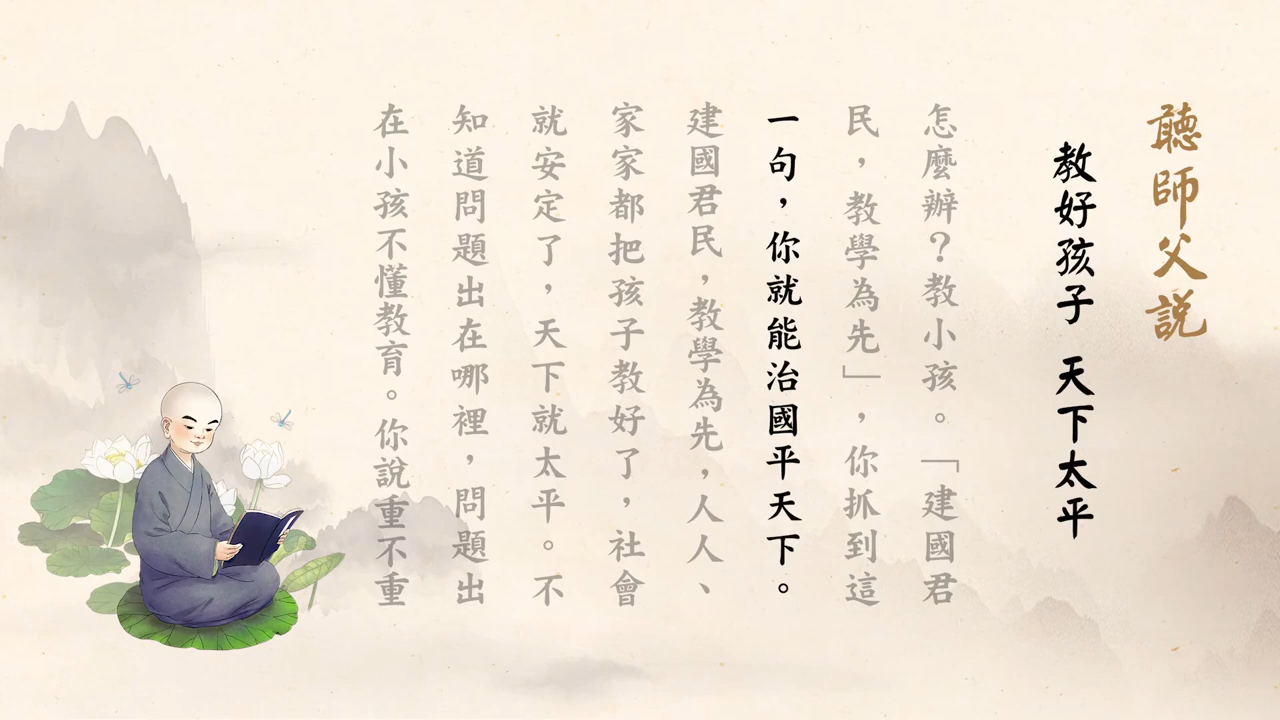 聽師父説
教好孩子 天下太平
怎麼辦？教小孩。「建國君
民，教學為先」，你抓到這
一句，你就能治國平天下。
建國君民，教學為先，人人、
家家都把孩子教好了，社會
就安定了，天下就太平。不
知道問題出在哪裡，問題出
在小孩不懂教育。你說重不重